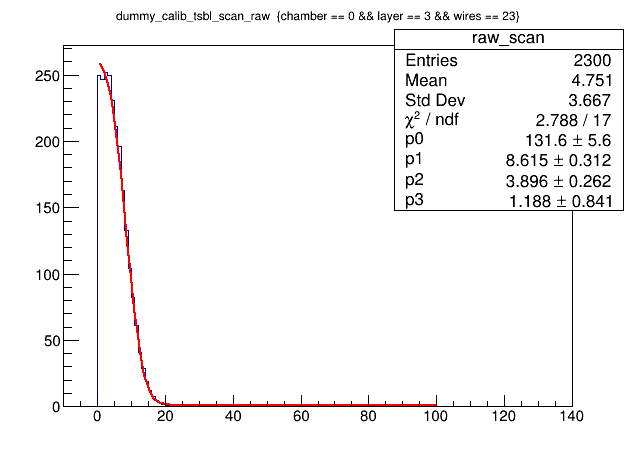 dummy_calib_tsbl_scan_raw {chamber == 0 && layer == 3 && wires == 23}
raw_scan
Entries 2300
Mean 4.751
Std Dev 3.667
χ² / ndf 2.788 / 17
p0 131.6 ± 5.6
p1 8.615 ± 0.312
p2 3.896 ± 0.262
p3 1.188 ± 0.841
250
200
150
100
50
0
0 20 40 60 80 100 120 140